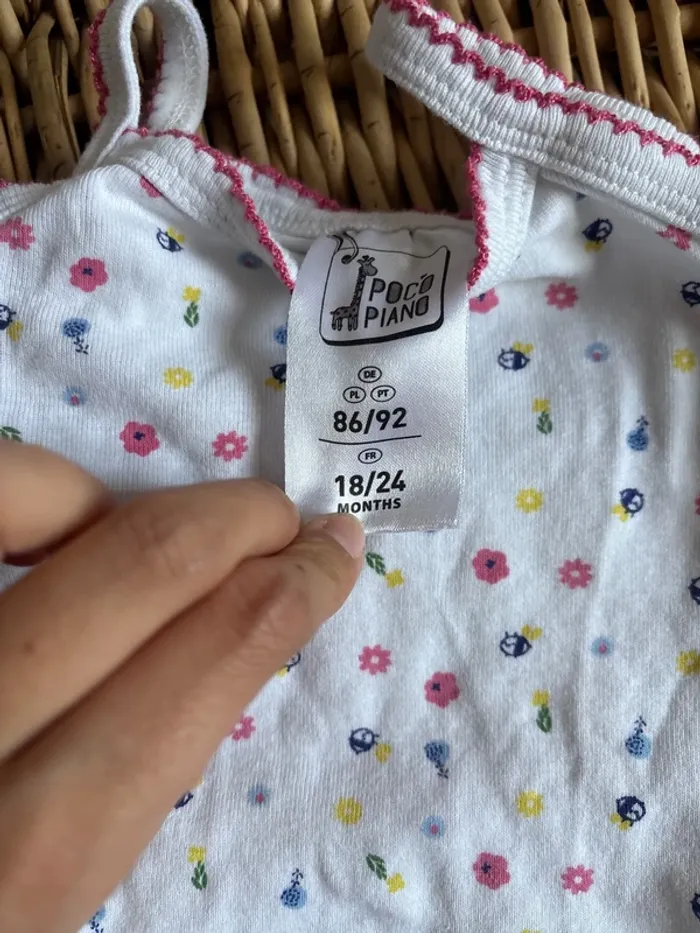 POCO
PIANO
DE
PL PT
86/92
FR
18/24
MONTHS